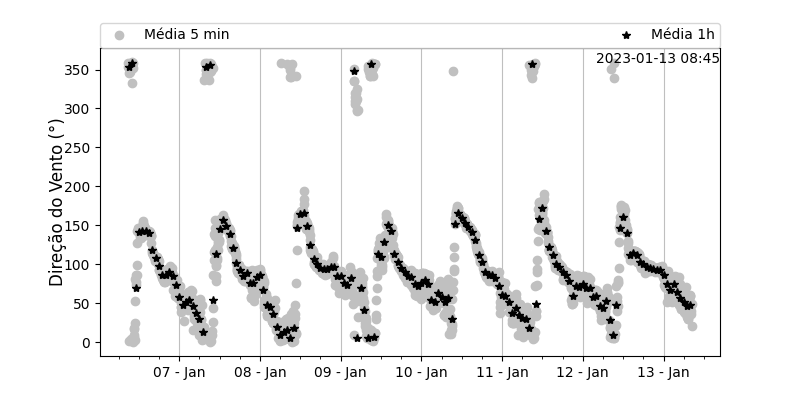 Média 5 min
Média 1h
2023-01-13 08:45
Direção do Vento (°)
350
300
250
200
150
100
50
0
07 - Jan
08 - Jan
09 - Jan
10 - Jan
11 - Jan
12 - Jan
13 - Jan